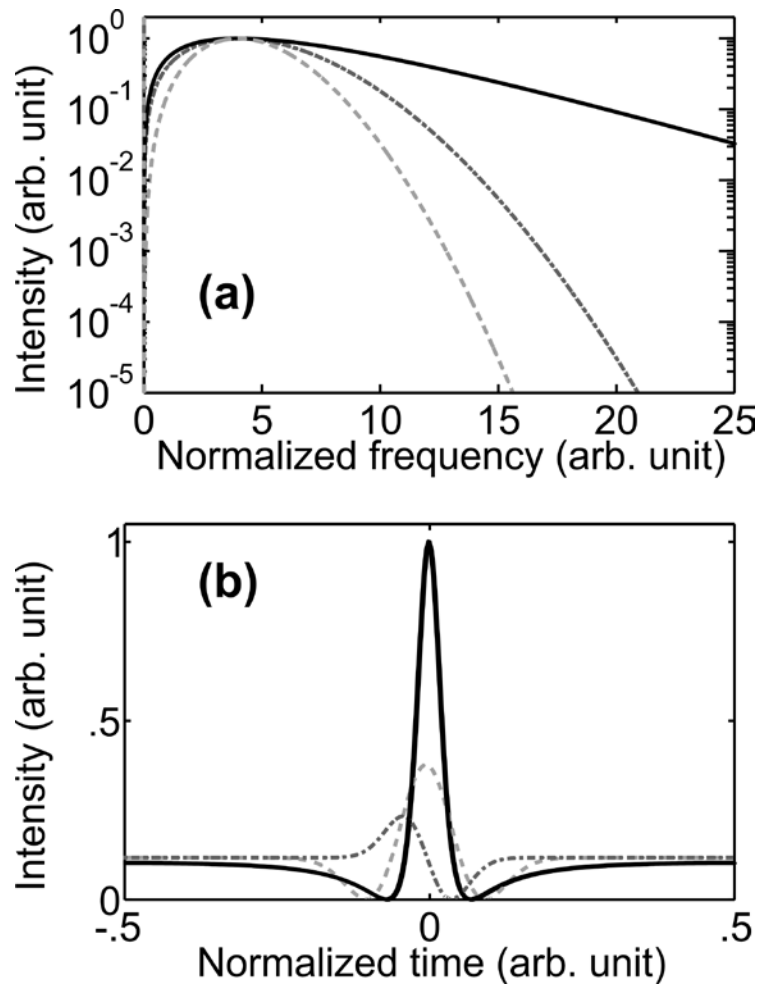 Intensity (arb. unit)
10^0
10^-1
10^-2
10^-3
10^-4
10^-5
(a)
0 5 10 15 20 25
Normalized frequency (arb. unit)
Intensity (arb. unit)
1
.5
0
(b)
-.5 0 .5
Normalized time (arb. unit)